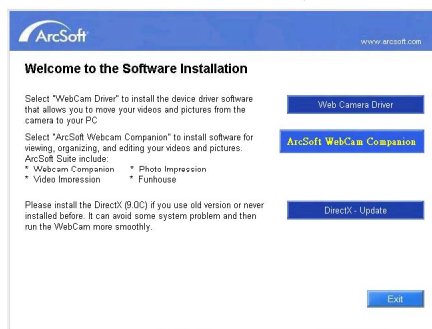 ArcSoft
www.arcsoft.com
Welcome to the Software Installation
Select "WebCam Driver" to install the device driver software
that allows you to move your videos and pictures from the
camera to your PC
Web Camera Driver
Select "ArcSoft Webcam Companion" to install software for
viewing, organizing, and editing your videos and pictures.
ArcSoft Suite include:
* Webcam Companion * Photo Impression
* Video Impression * Funhouse
ArcSoft WebCam Companion
Please install the DirectX (9.0C) if you use old version or never
installed before. It can avoid some system problem and then
run the WebCam more smoothly.
DirectX - Update
Exit